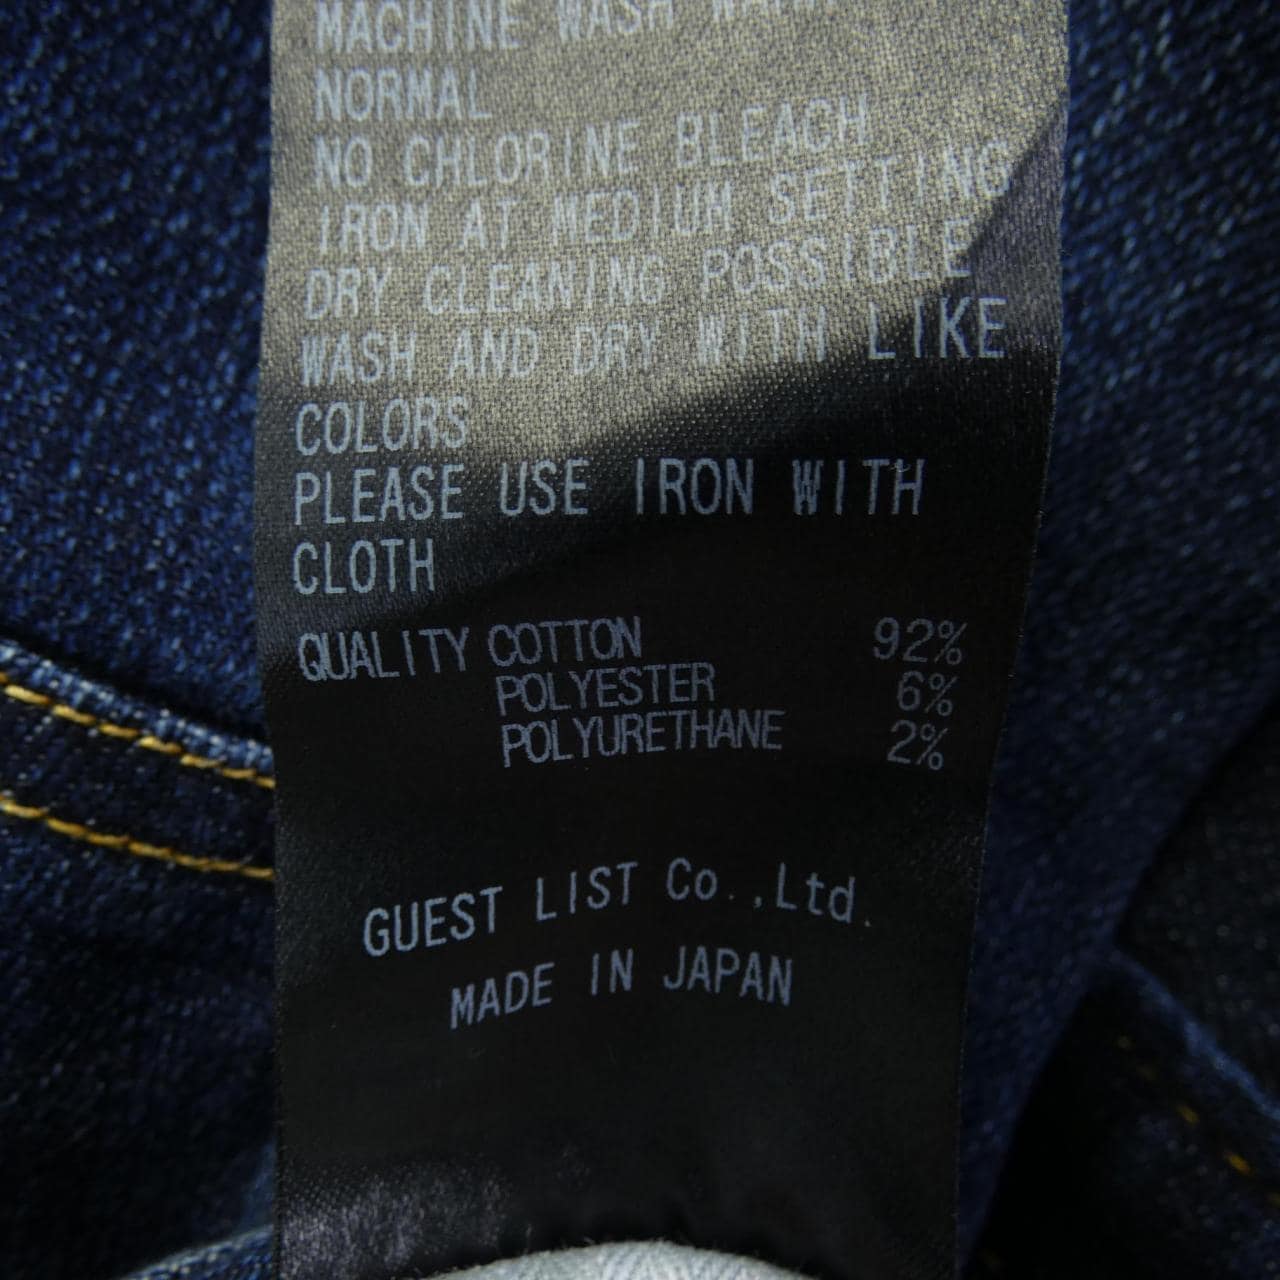 MACHINE WASH WARM
NORMAL
NO CHLORINE BLEACH
IRON AT MEDIUM SETTING
DRY CLEANING POSSIBLE
WASH AND DRY WITH LIKE
COLORS
PLEASE USE IRON WITH
CLOTH
QUALITY COTTON 92%
POLYESTER 6%
POLYURETHANE 2%
GUEST LIST Co.,Ltd.
MADE IN JAPAN